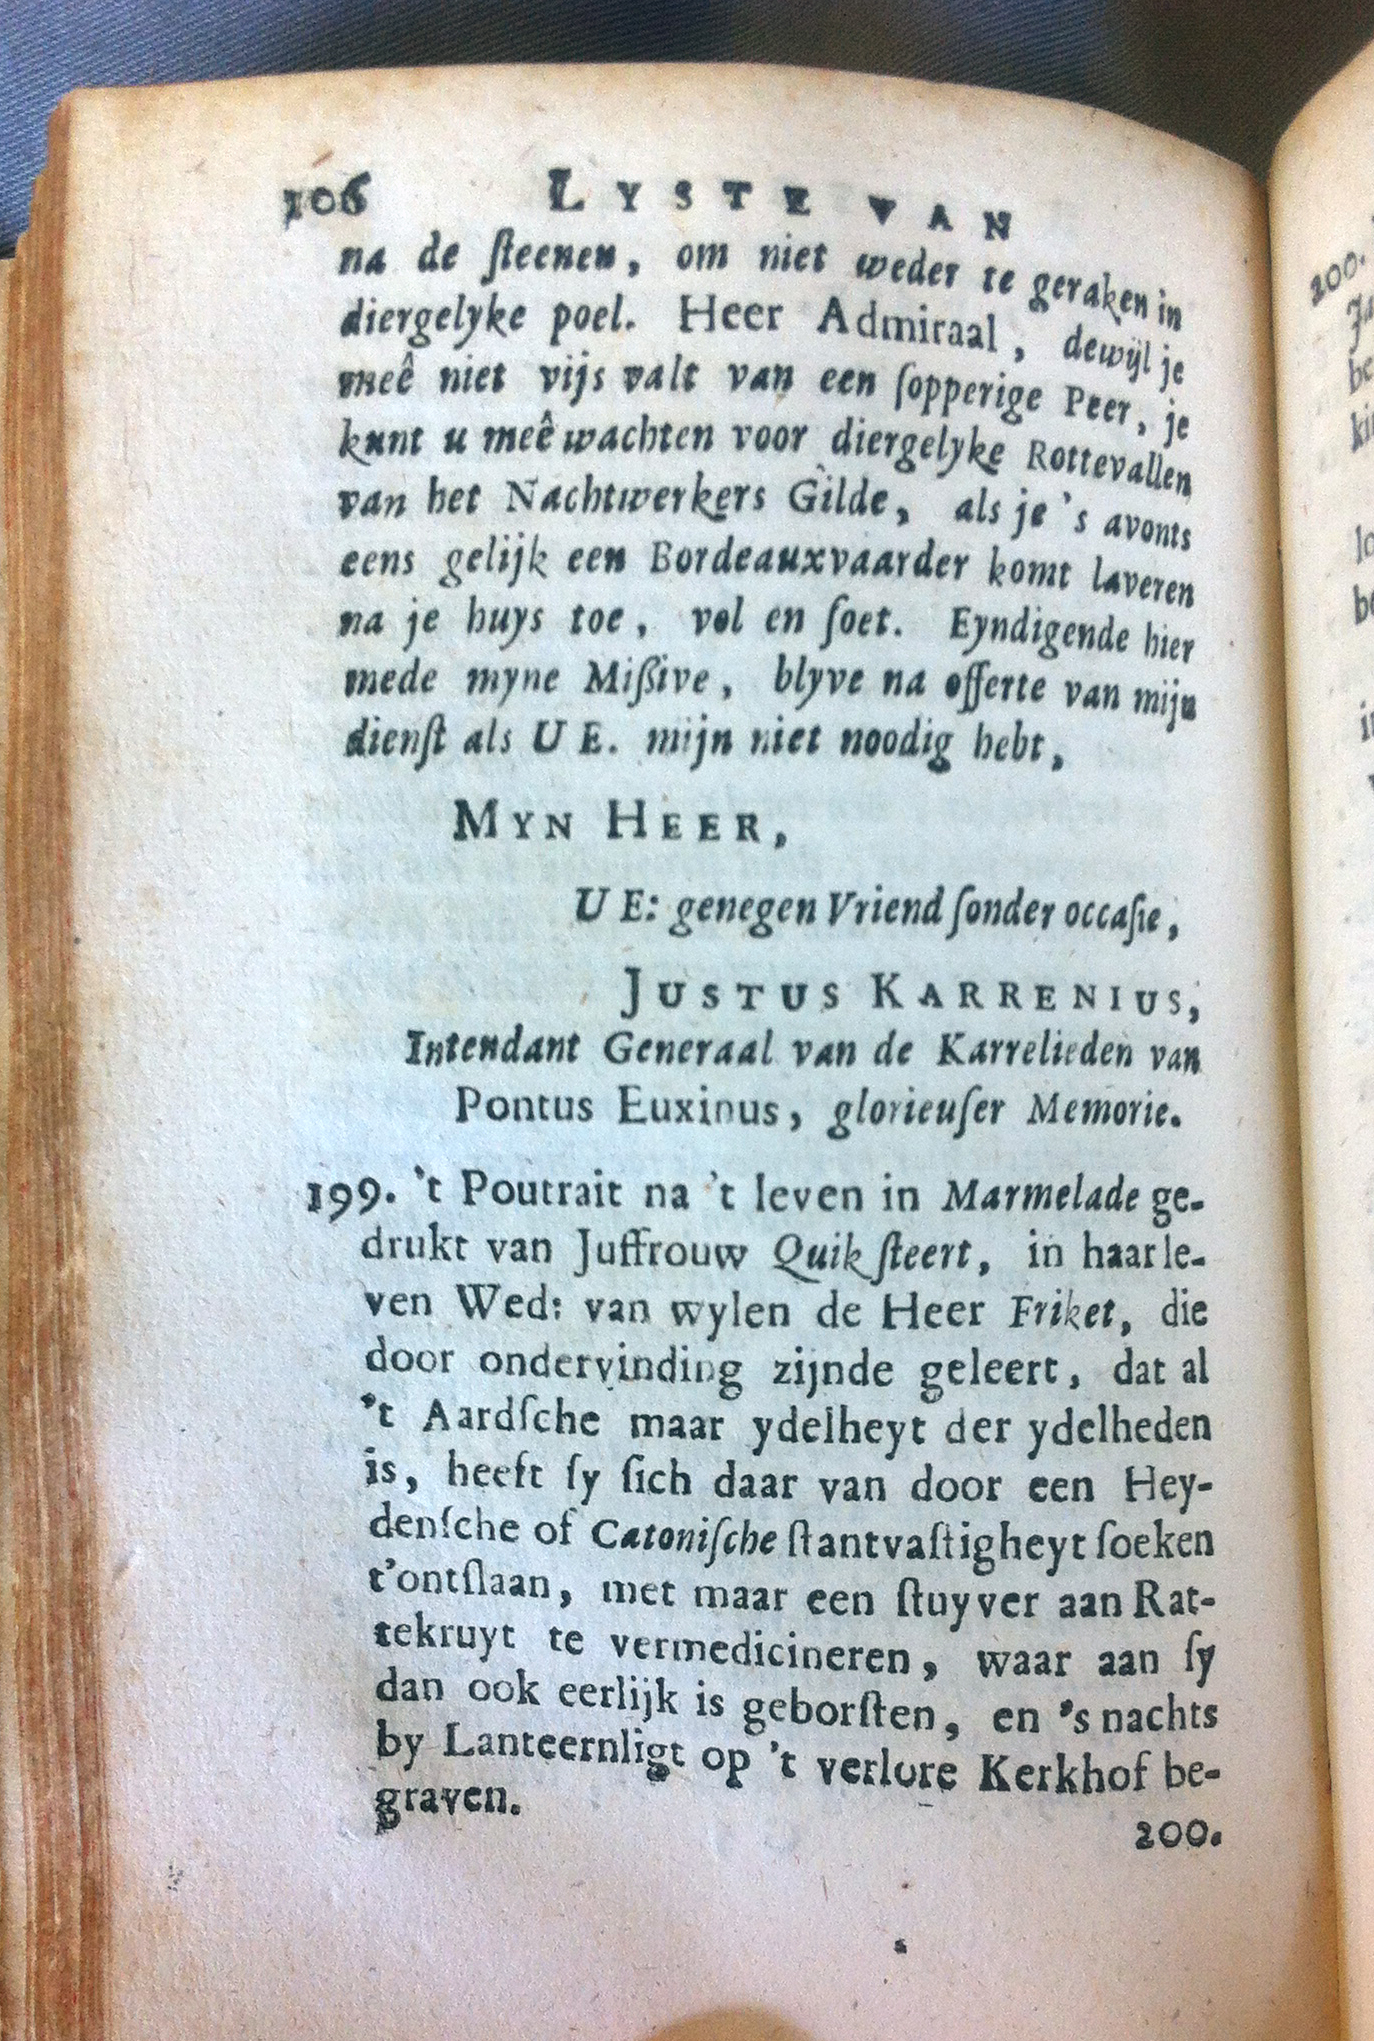 106 LYSTE VAN
na de ſteenen, om niet weder te geraken in
diergelyke poel. Heer Admiraal, dewijl je
meê niet vijs valt van een ſopperige Peer, je
kunt u meê wachten voor diergelyke Rottevallen
van het Nachtwerkers Gilde, als je 's avonts
eens gelijk een Bordeauxvaarder komt laveren
na je huys toe, vol en ſoet. Eyndigende hier
mede myne Miſſive, blyve na offerte van mijn
dienſt als U E. mijn niet noodig hebt,
MYN HEER,
U E: genegen Vriend ſonder occaſie,
JUSTUS KARRENIUS,
Intendant Generaal van de Karrelieden van
Pontus Euxinus, glorieuſer Memorie.
199. 't Poutrait na 't leven in Marmelade ge-
drukt van Juffrouw Quikſteert, in haar le-
ven Wed: van wylen de Heer Friket, die
door ondervinding zijnde geleert, dat al
't Aardſche maar ydelheyt der ydelheden
is, heeft ſy ſich daar van door een Hey-
denſche of Catoniſche ſtantvaſtigheyt ſoeken
t'ontſlaan, met maar een ſtuyver aan Rat-
tekruyt te vermedicineren, waar aan ſy
dan ook eerlijk is geborſten, en 's nachts
by Lanteernligt op 't verlore Kerkhof be-
graven.
200.
200.
be